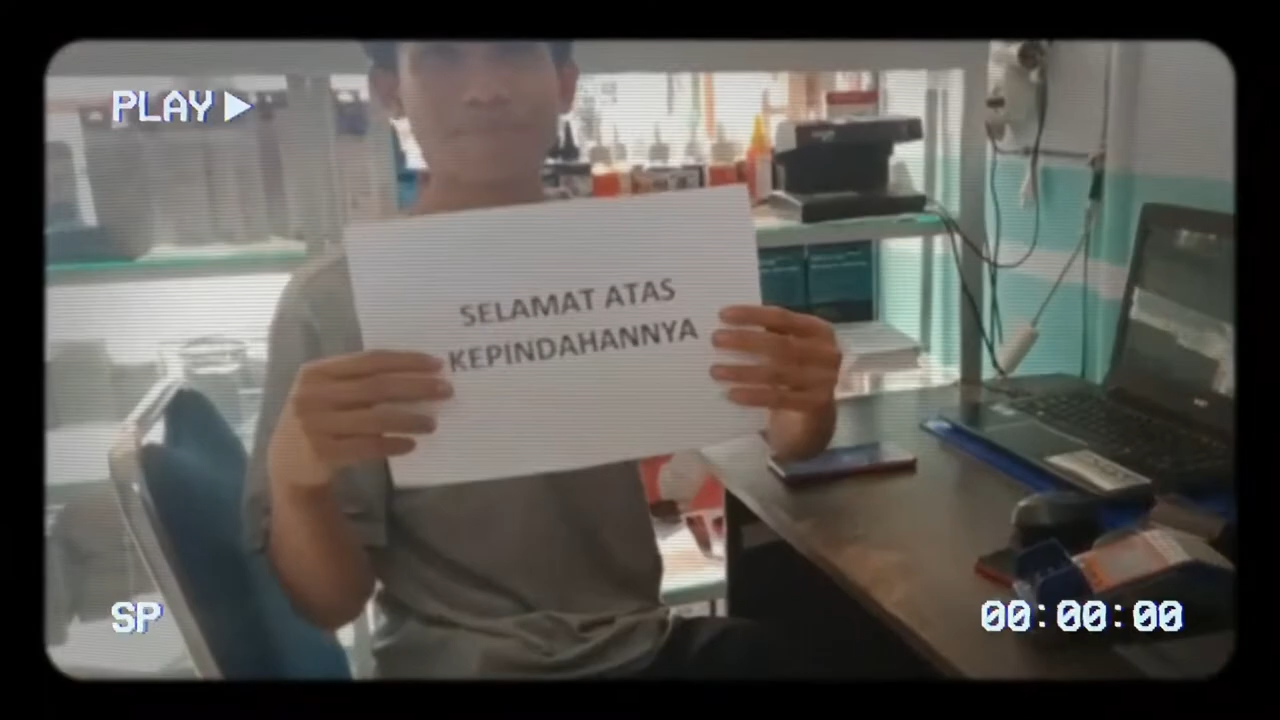 PLAY
SELAMAT ATAS
KEPINDAHANNYA
SP
00:00:00